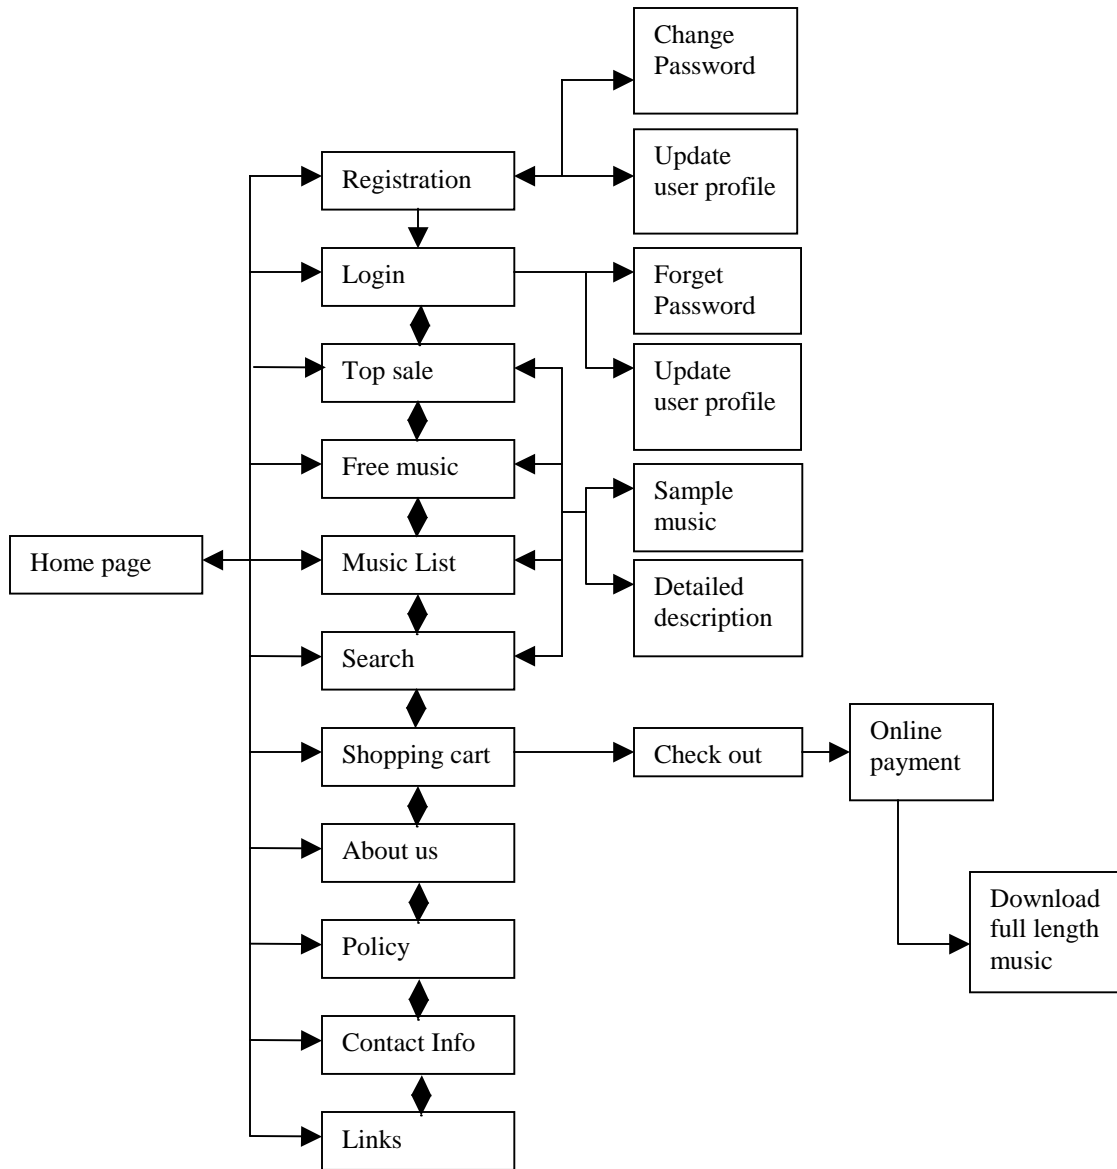 Change
Password
Registration
Update
user profile
Login
Forget
Password
Top sale
Update
user profile
Free music
Sample
music
Home page
Music List
Detailed
description
Search
Shopping cart
Check out
Online
payment
About us
Download
full length
music
Policy
Contact Info
Links